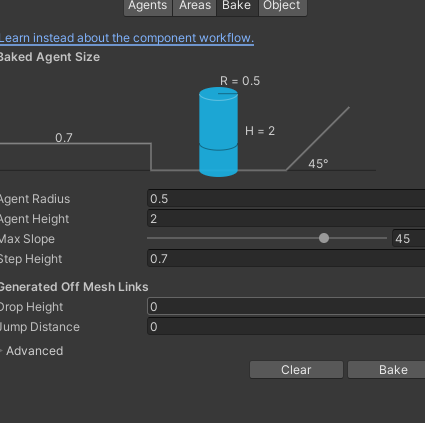 Agents Areas Bake Object
Learn instead about the component workflow.
Baked Agent Size
R = 0.5
0.7
H = 2
45°
Agent Radius 0.5
Agent Height 2
Max Slope 45
Step Height 0.7
Generated Off Mesh Links
Drop Height 0
Jump Distance 0
Advanced
Clear Bake